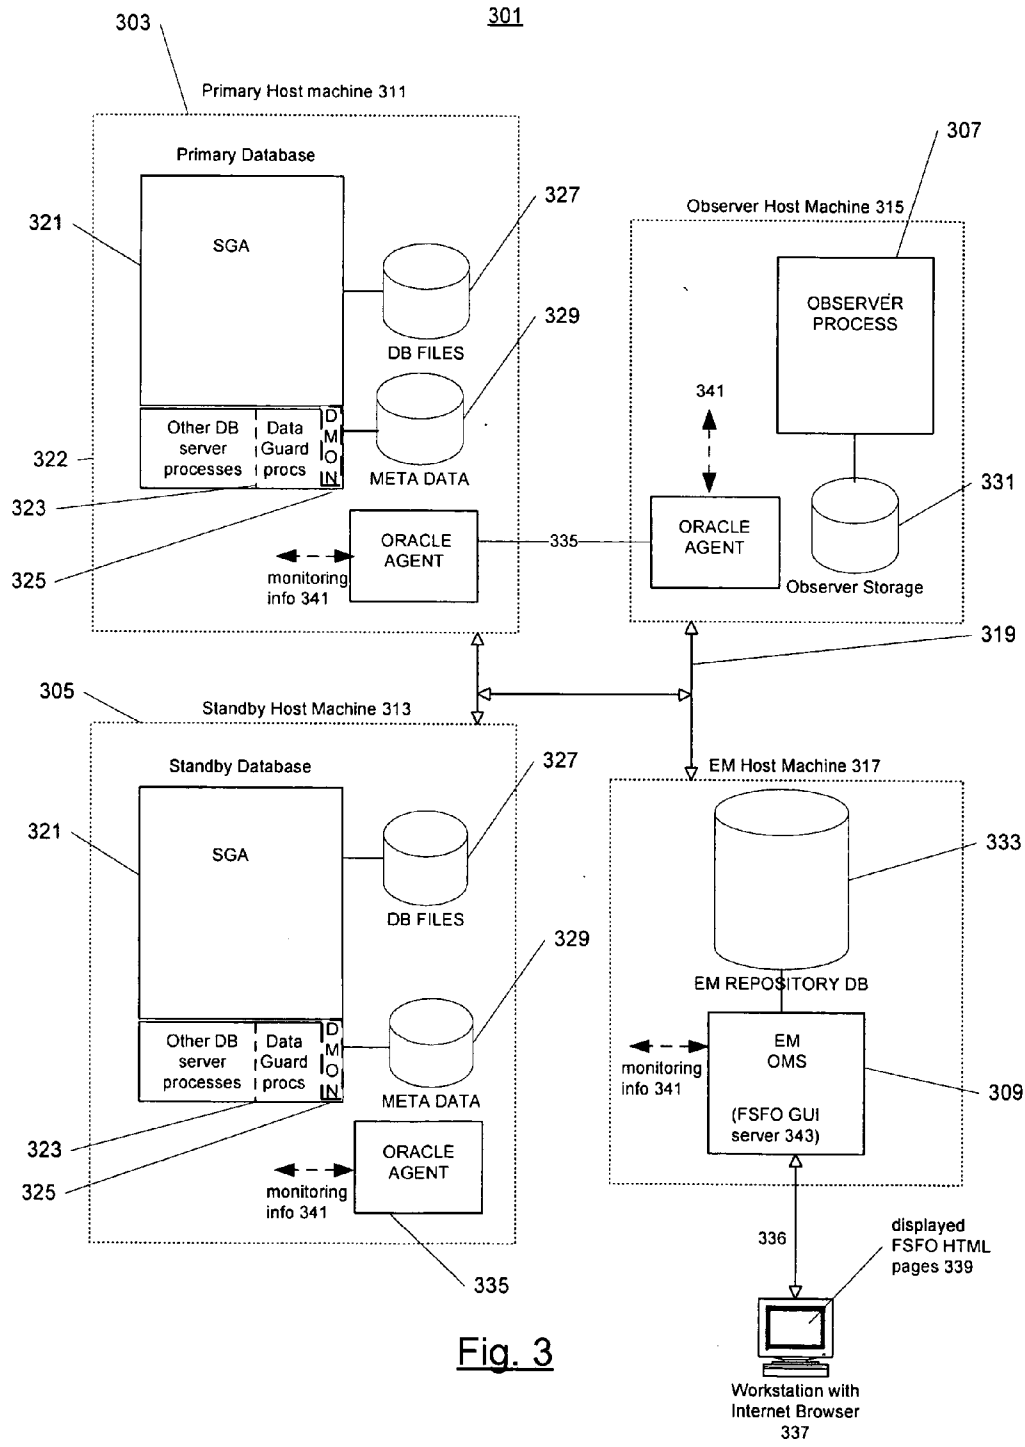 301
303
Primary Host machine 311
Primary Database
321
SGA
327
DB FILES
329
META DATA
Other DB
server
processes
Data
Guard
procs
D
M
O
N
322
323
325
monitoring
info 341
ORACLE
AGENT
335
307
Observer Host Machine 315
OBSERVER
PROCESS
341
ORACLE
AGENT
331
Observer Storage
319
305
Standby Host Machine 313
Standby Database
321
SGA
327
DB FILES
329
META DATA
Other DB
server
processes
Data
Guard
procs
D
M
O
N
323
325
monitoring
info 341
ORACLE
AGENT
335
EM Host Machine 317
333
EM REPOSITORY DB
EM
OMS
(FSFO GUI
server 343)
monitoring
info 341
309
336
displayed
FSFO HTML
pages 339
Workstation with
Internet Browser
337
Fig. 3